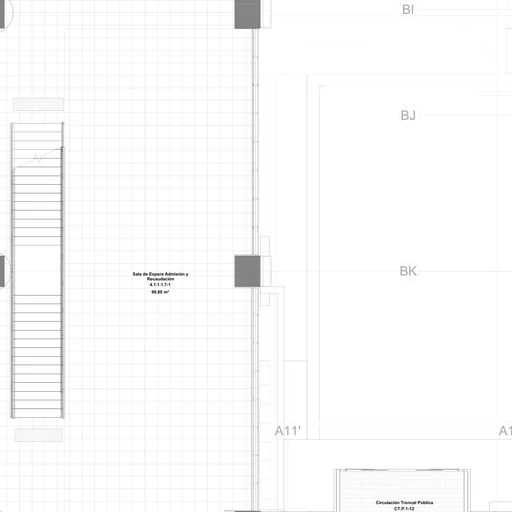 BI
BJ
Sala de Espera Admisión y
Recaudación
4.1.1.1.7-1
99,60 m²
BK
A11'
A1
Circulación Troncal Pública
CT.P.1-12